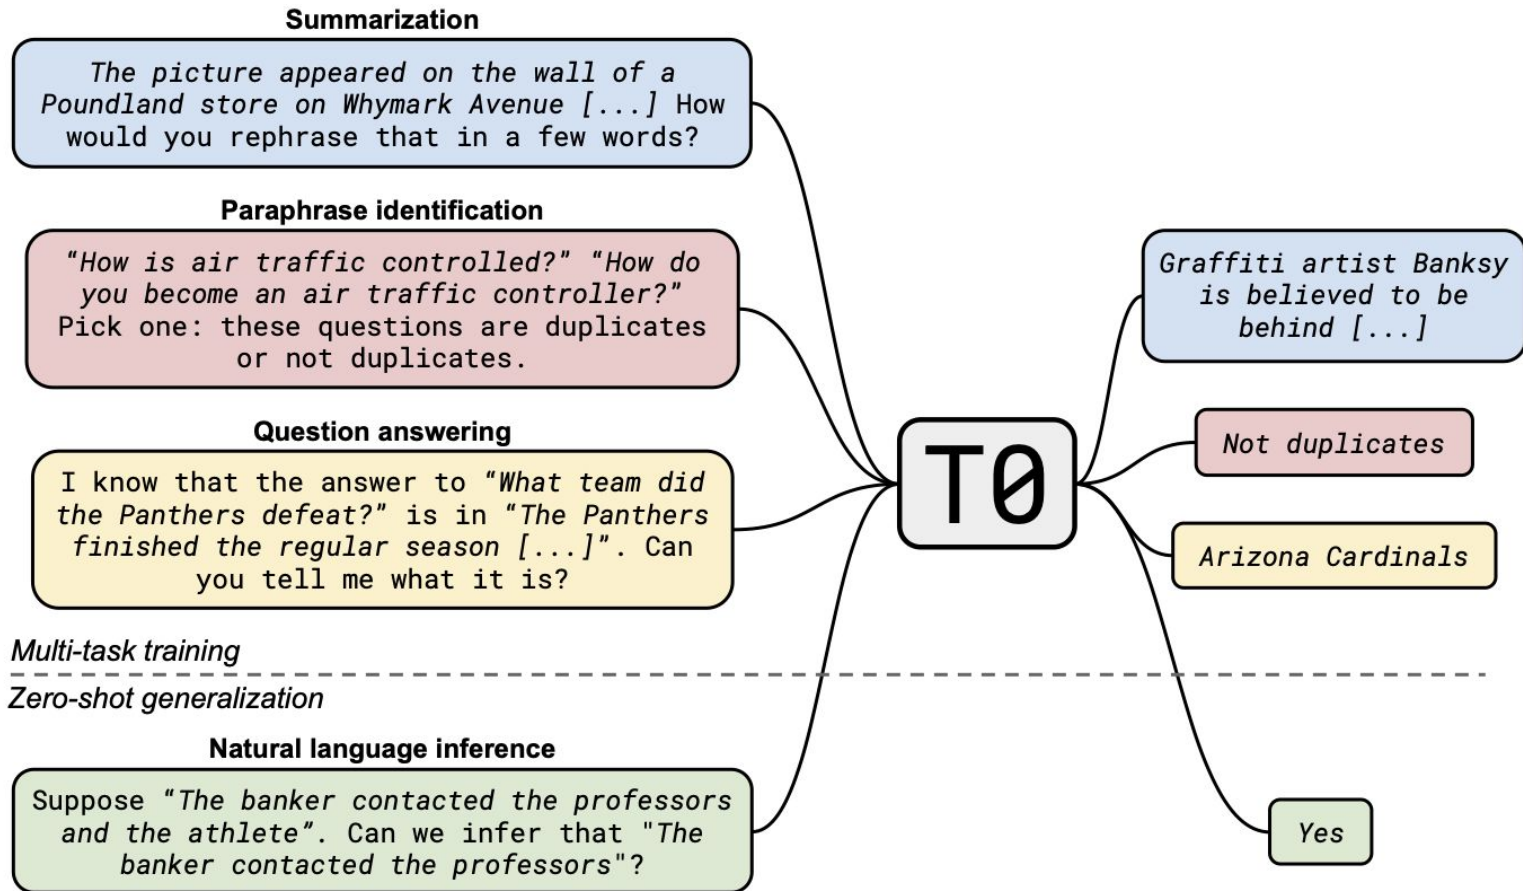 Summarization
The picture appeared on the wall of a
Poundland store on Whymark Avenue [...] How
would you rephrase that in a few words?
Paraphrase identification
“How is air traffic controlled?” “How do
you become an air traffic controller?”
Pick one: these questions are duplicates
or not duplicates.
Question answering
I know that the answer to “What team did
the Panthers defeat?” is in “The Panthers
finished the regular season [...]”. Can
you tell me what it is?
Multi-task training
Zero-shot generalization
Natural language inference
Suppose “The banker contacted the professors
and the athlete”. Can we infer that "The
banker contacted the professors"?
T0
Graffiti artist Banksy
is believed to be
behind [...]
Not duplicates
Arizona Cardinals
Yes